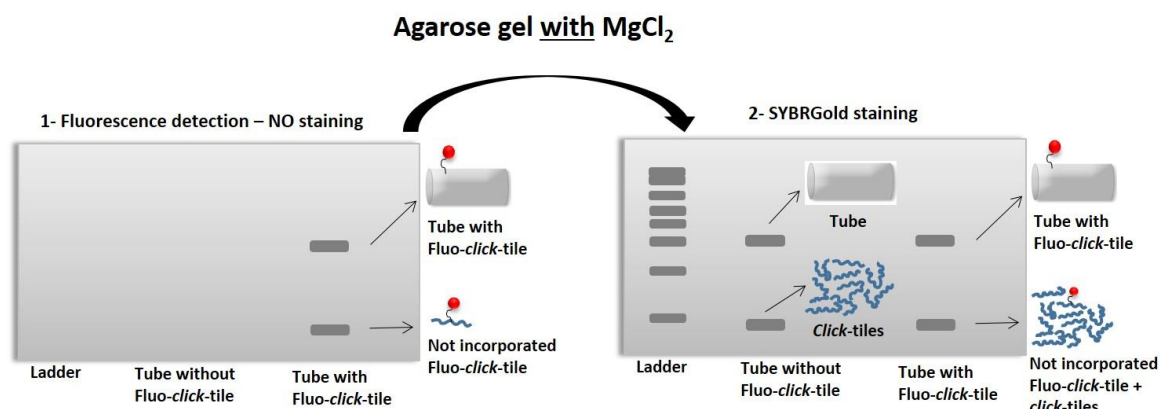 Agarose gel with MgCl₂
1- Fluorescence detection – NO staining
Tube with
Fluo-click-tile
Not incorporated
Fluo-click-tile
Ladder
Tube without
Fluo-click-tile
Tube with
Fluo-click-tile
2- SYBRGold staining
Tube
Click-tiles
Tube with
Fluo-click-tile
Not incorporated
Fluo-click-tile +
click-tiles
Ladder
Tube without
Fluo-click-tile
Tube with
Fluo-click-tile